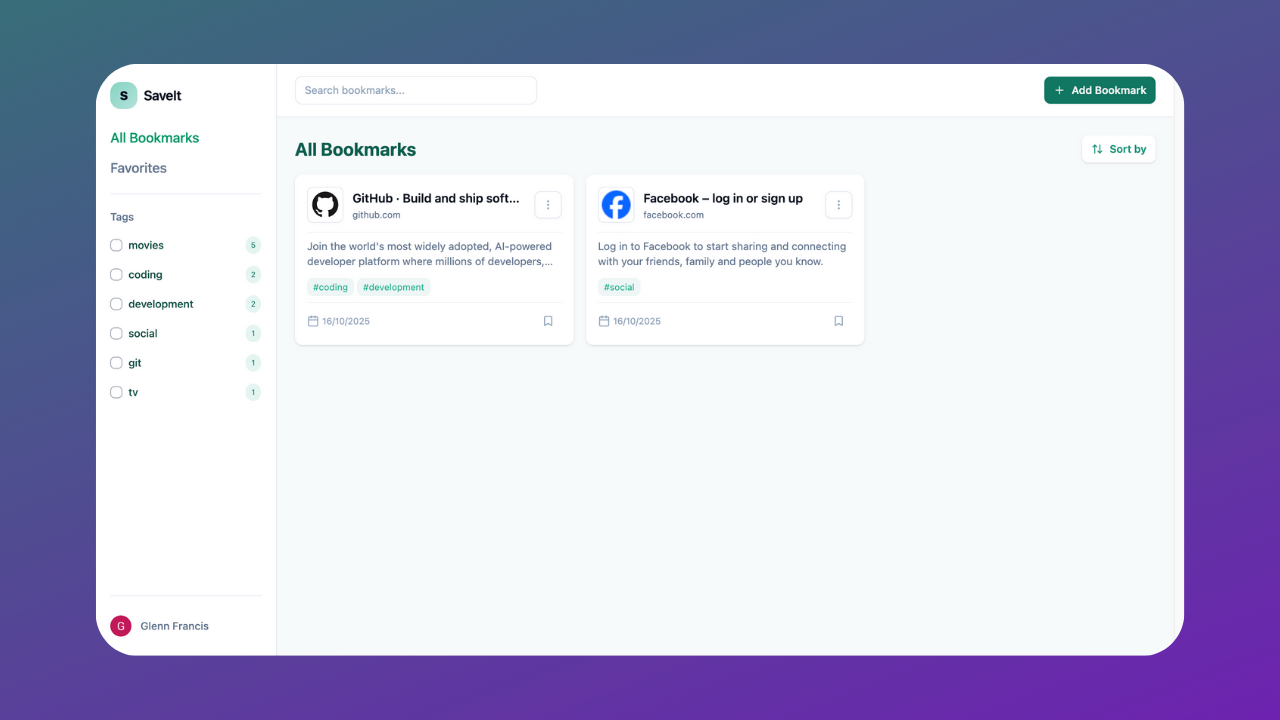 S SaveIt
All Bookmarks
Favorites
Tags
movies 5
coding 2
development 2
social 1
git 1
tv 1
G Glenn Francis
Search bookmarks...
+ Add Bookmark
All Bookmarks
Sort by
GitHub · Build and ship soft...
github.com
Join the world's most widely adopted, AI-powered
developer platform where millions of developers,...
#coding #development
16/10/2025
Facebook – log in or sign up
facebook.com
Log in to Facebook to start sharing and connecting
with your friends, family and people you know.
#social
16/10/2025